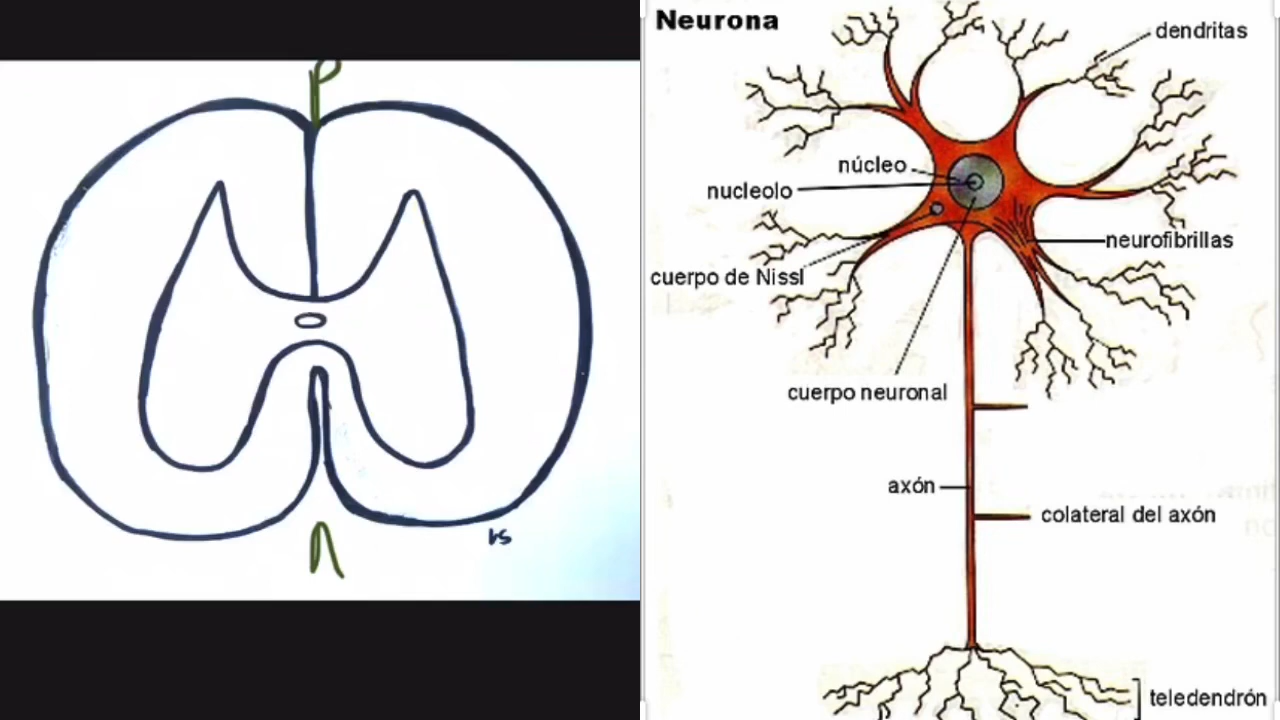 P
A
Neurona
dendritas
núcleo
nucleolo
neurofibrillas
cuerpo de Nissl
cuerpo neuronal
axón
colateral del axón
teledendrón